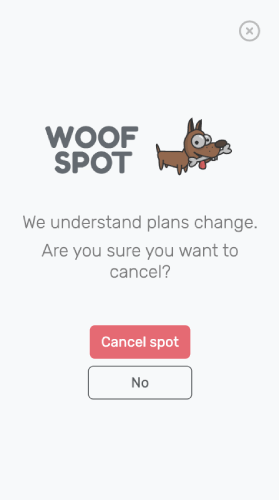 WOOF
SPOT
We understand plans change.
Are you sure you want to
cancel?
Cancel spot
No